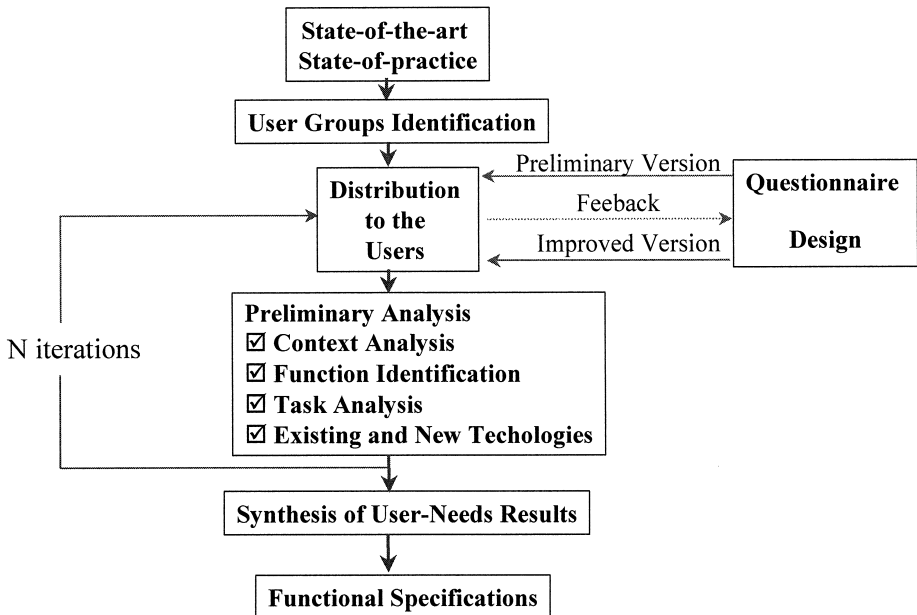 State-of-the-art
State-of-practice
User Groups Identification
Distribution
to the
Users
Preliminary Version
Feeback
Improved Version
Questionnaire
Design
Preliminary Analysis
☑ Context Analysis
☑ Function Identification
☑ Task Analysis
☑ Existing and New Techologies
N iterations
Synthesis of User-Needs Results
Functional Specifications